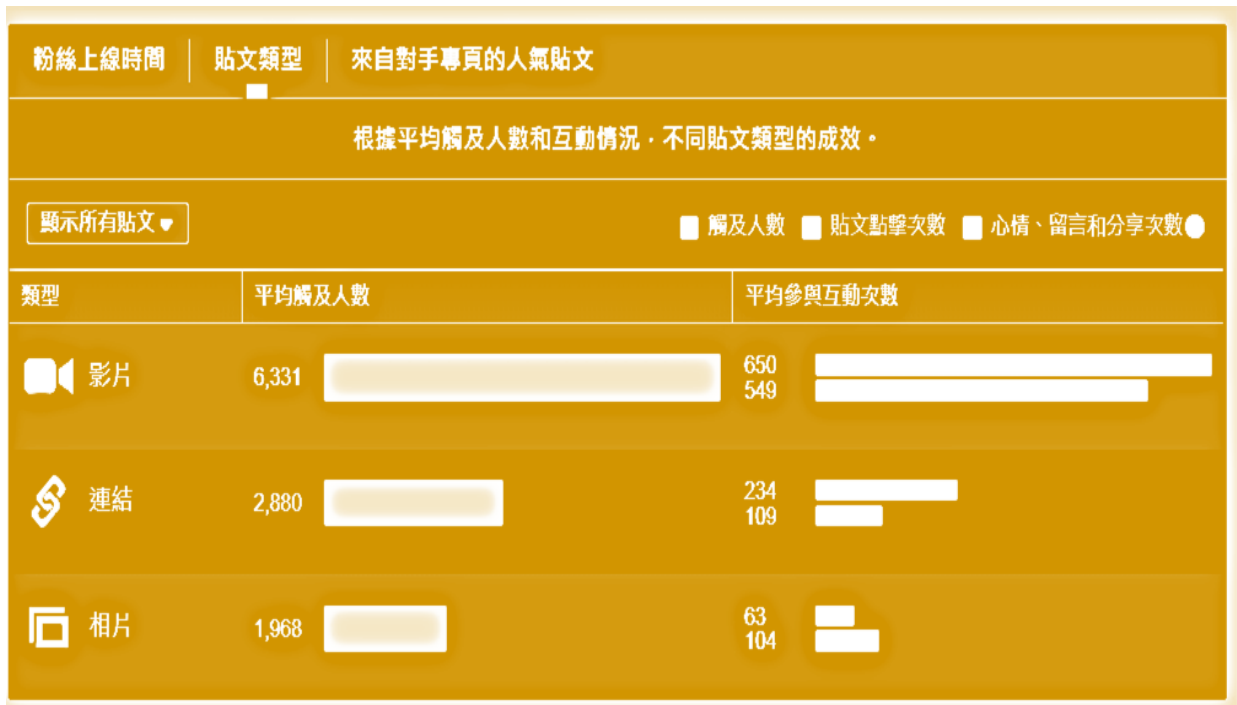 粉絲上線時間 貼文類型 來自對手專頁的人氣貼文
根據平均觸及人數和互動情況，不同貼文類型的成效。
顯示所有貼文 觸及人數 貼文點擊次數 心情、留言和分享次數
類型 平均觸及人數 平均參與互動次數
影片 6,331 650
549
連結 2,880 234
109
相片 1,968 63
104